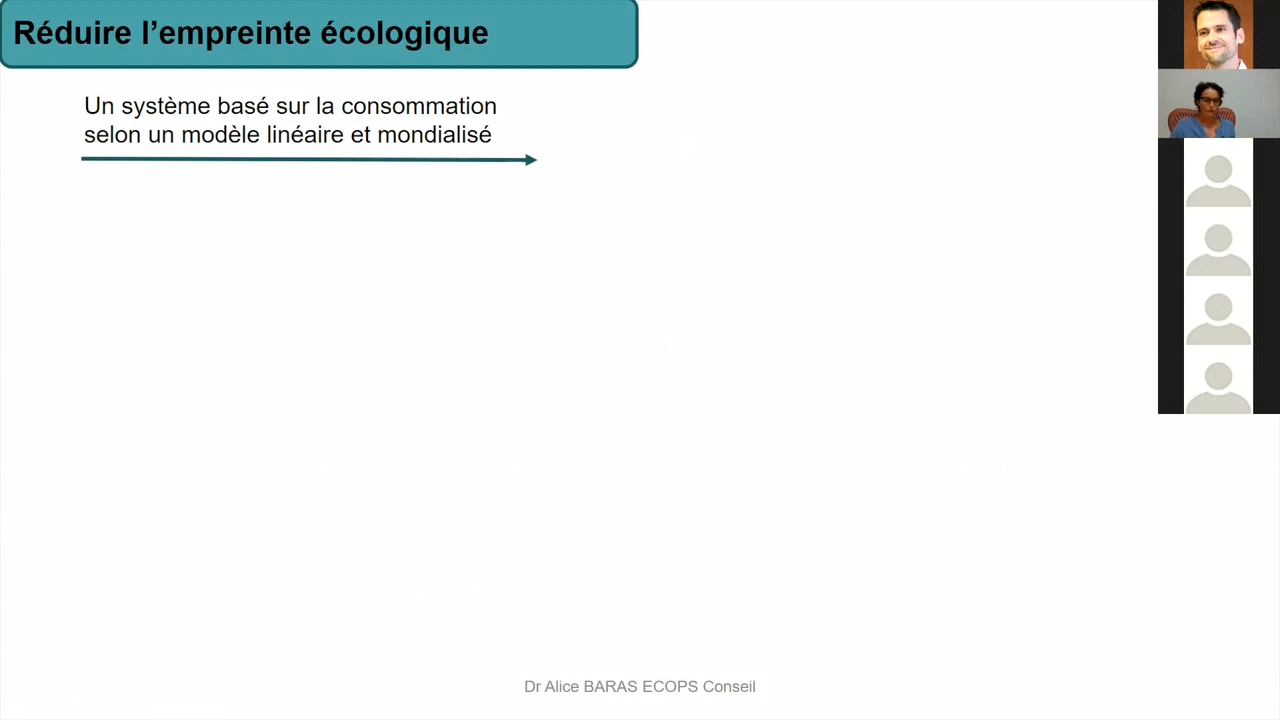 Réduire l’empreinte écologique
Un système basé sur la consommation
selon un modèle linéaire et mondialisé
Dr Alice BARAS ECOPS Conseil